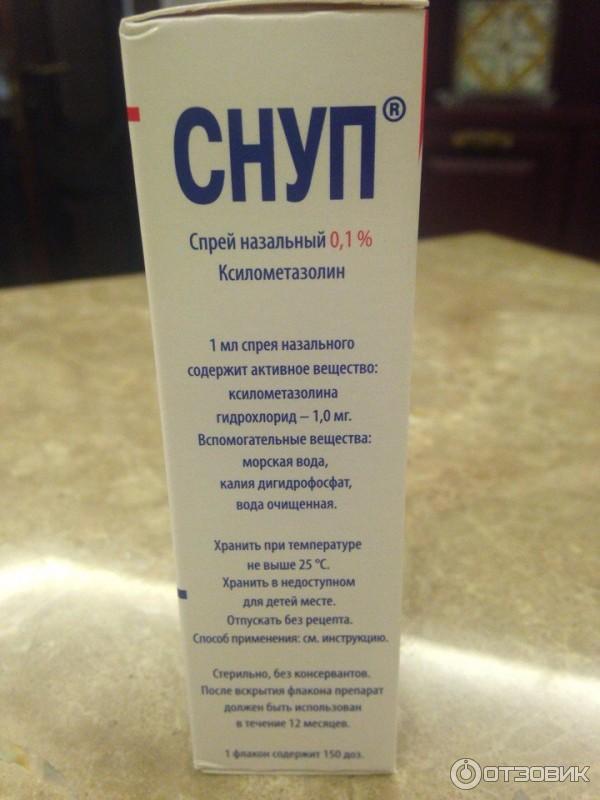 СНУП®
Спрей назальный 0,1 %
Ксилометазолин
1 мл спрея назального
содержит активное вещество:
ксилометазолина
гидрохлорид – 1,0 мг.
Вспомогательные вещества:
морская вода,
калия дигидрофосфат,
вода очищенная.
Хранить при температуре
не выше 25 °С.
Хранить в недоступном
для детей месте.
Отпускать без рецепта.
Способ применения: см. инструкцию.
Стерильно, без консервантов.
После вскрытия флакона препарат
должен быть использован
в течение 12 месяцев.
1 флакон содержит 150 доз.
ОТЗОВИК